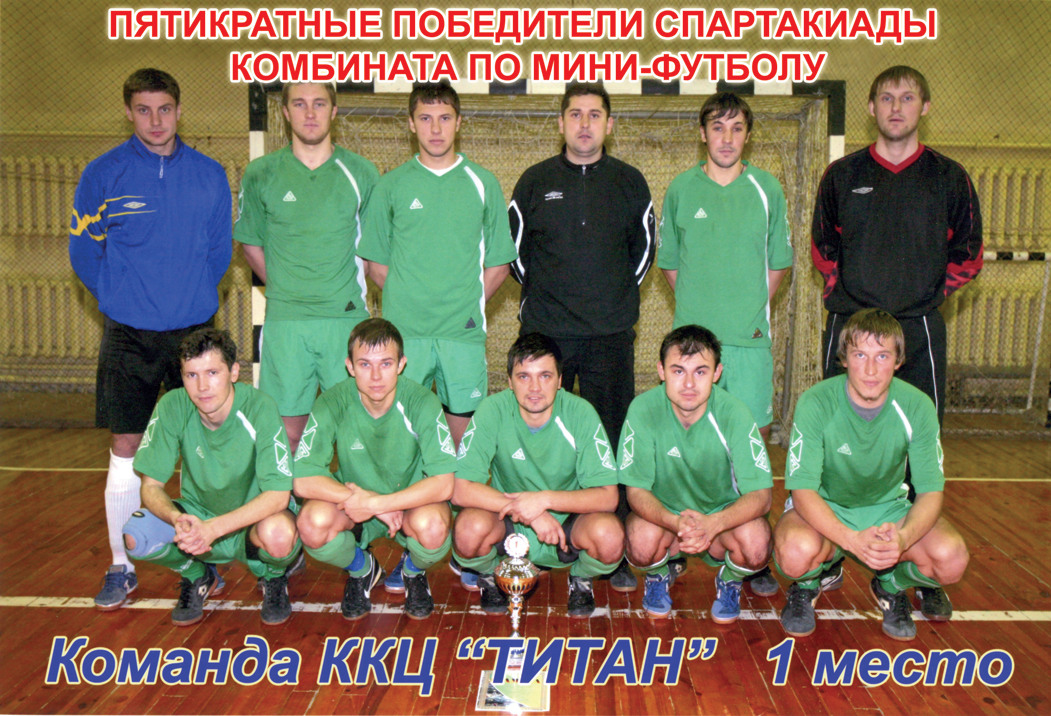 ПЯТИКРАТНЫЕ ПОБЕДИТЕЛИ СПАРТАКИАДЫ
КОМБИНАТА ПО МИНИ-ФУТБОЛУ
Команда ККЦ “ТИТАН” 1 место